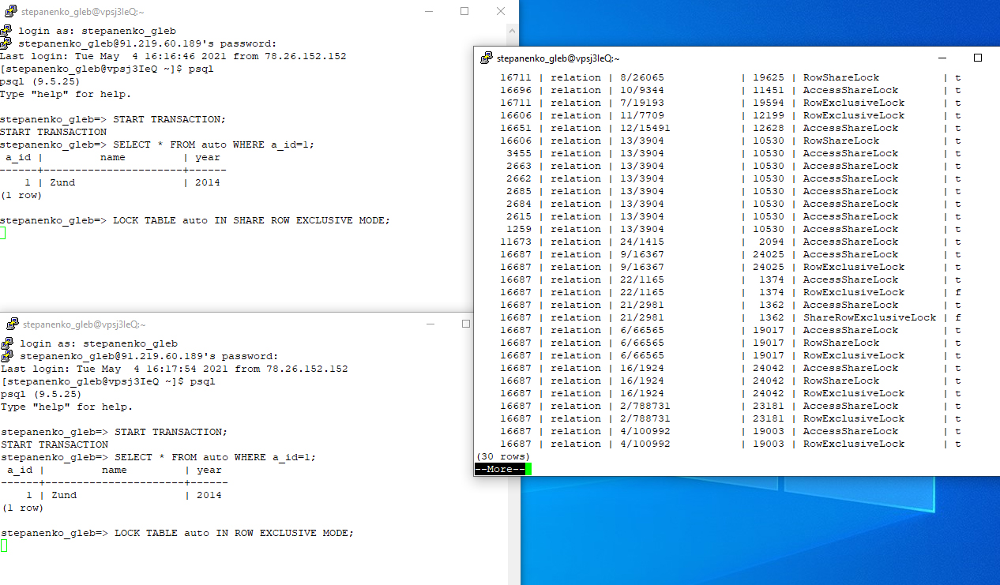 stepanenko_gleb@vpsj3leQ:~
login as: stepanenko_gleb
stepanenko_gleb@91.219.60.189's password:
Last login: Tue May  4 16:16:46 2021 from 78.26.152.152
[stepanenko_gleb@vpsj3IeQ ~]$ psql
psql (9.5.25)
Type "help" for help.
stepanenko_gleb=> START TRANSACTION;
START TRANSACTION
stepanenko_gleb=> SELECT * FROM auto WHERE a_id=1;
a_id |         name         | year
------+----------------------+------
1 | Zund                 | 2014
(1 row)
stepanenko_gleb=> LOCK TABLE auto IN SHARE ROW EXCLUSIVE MODE;
stepanenko_gleb@vpsj3leQ:~
login as: stepanenko_gleb
stepanenko_gleb@91.219.60.189's password:
Last login: Tue May  4 16:17:54 2021 from 78.26.152.152
[stepanenko_gleb@vpsj3IeQ ~]$ psql
psql (9.5.25)
Type "help" for help.
stepanenko_gleb=> START TRANSACTION;
START TRANSACTION
stepanenko_gleb=> SELECT * FROM auto WHERE a_id=1;
a_id |         name         | year
------+----------------------+------
1 | Zund                 | 2014
(1 row)
stepanenko_gleb=> LOCK TABLE auto IN ROW EXCLUSIVE MODE;
stepanenko_gleb@vpsj3leQ:~
16711 | relation | 8/26065            | 19625 | RowShareLock          | t
16696 | relation | 10/9344            | 11451 | AccessShareLock       | t
16711 | relation | 7/19193            | 19594 | RowExclusiveLock      | t
16606 | relation | 11/7709            | 12199 | RowExclusiveLock      | t
16651 | relation | 12/15491           | 12628 | AccessShareLock       | t
16606 | relation | 13/3904            | 10530 | RowShareLock          | t
3455 | relation | 13/3904            | 10530 | AccessShareLock       | t
2663 | relation | 13/3904            | 10530 | AccessShareLock       | t
2662 | relation | 13/3904            | 10530 | AccessShareLock       | t
2685 | relation | 13/3904            | 10530 | AccessShareLock       | t
2684 | relation | 13/3904            | 10530 | AccessShareLock       | t
2615 | relation | 13/3904            | 10530 | AccessShareLock       | t
1259 | relation | 13/3904            | 10530 | AccessShareLock       | t
11673 | relation | 24/1415            |  2094 | AccessShareLock       | t
16687 | relation | 9/16367            | 24025 | AccessShareLock       | t
16687 | relation | 9/16367            | 24025 | RowExclusiveLock      | t
16687 | relation | 22/1165            |  1374 | AccessShareLock       | t
16687 | relation | 22/1165            |  1374 | RowExclusiveLock      | f
16687 | relation | 21/2981            |  1362 | AccessShareLock       | t
16687 | relation | 21/2981            |  1362 | ShareRowExclusiveLock | f
16687 | relation | 6/66565            | 19017 | AccessShareLock       | t
16687 | relation | 6/66565            | 19017 | RowShareLock          | t
16687 | relation | 6/66565            | 19017 | RowExclusiveLock      | t
16687 | relation | 16/1924            | 24042 | AccessShareLock       | t
16687 | relation | 16/1924            | 24042 | RowShareLock          | t
16687 | relation | 16/1924            | 24042 | RowExclusiveLock      | t
16687 | relation | 2/788731           | 23181 | AccessShareLock       | t
16687 | relation | 2/788731           | 23181 | RowExclusiveLock      | t
16687 | relation | 4/100992           | 19003 | AccessShareLock       | t
16687 | relation | 4/100992           | 19003 | RowExclusiveLock      | t
(30 rows)
--More--